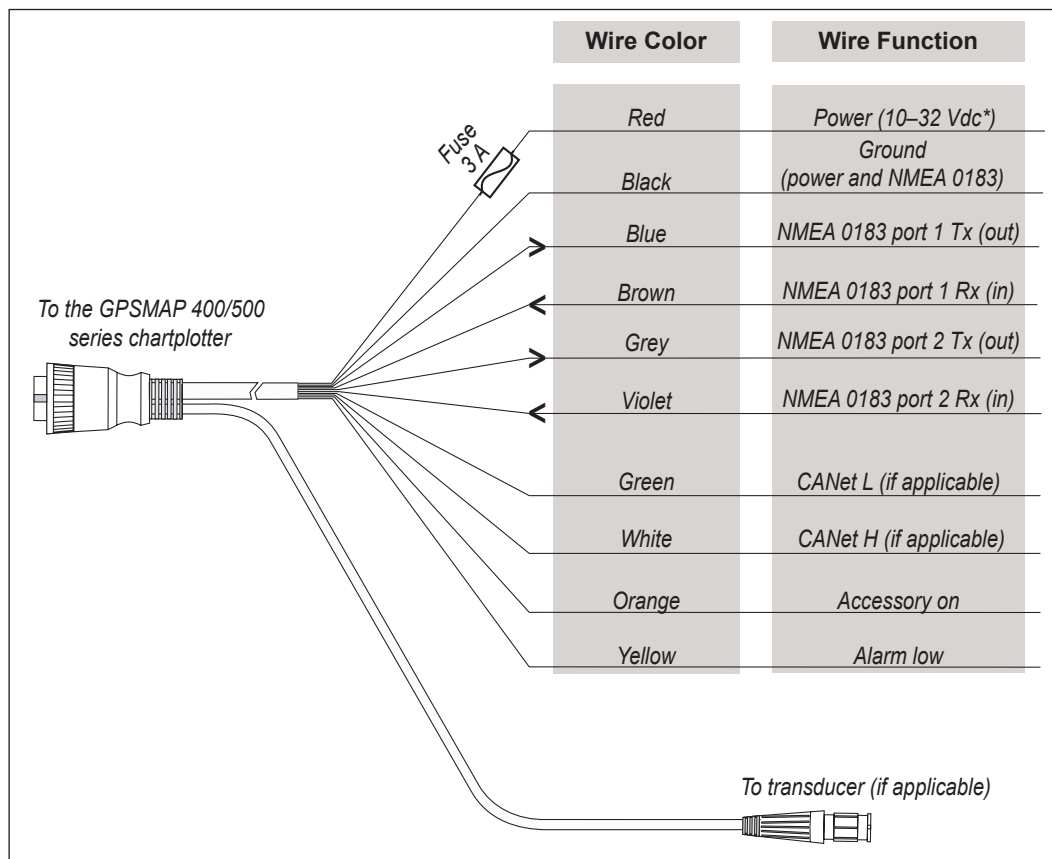 Wire Color Wire Function
Fuse
3 A
Red Power (10–32 Vdc*)
Ground
Black (power and NMEA 0183)
Blue NMEA 0183 port 1 Tx (out)
Brown NMEA 0183 port 1 Rx (in)
Grey NMEA 0183 port 2 Tx (out)
Violet NMEA 0183 port 2 Rx (in)
Green CANet L (if applicable)
White CANet H (if applicable)
Orange Accessory on
Yellow Alarm low
To the GPSMAP 400/500
series chartplotter
To transducer (if applicable)